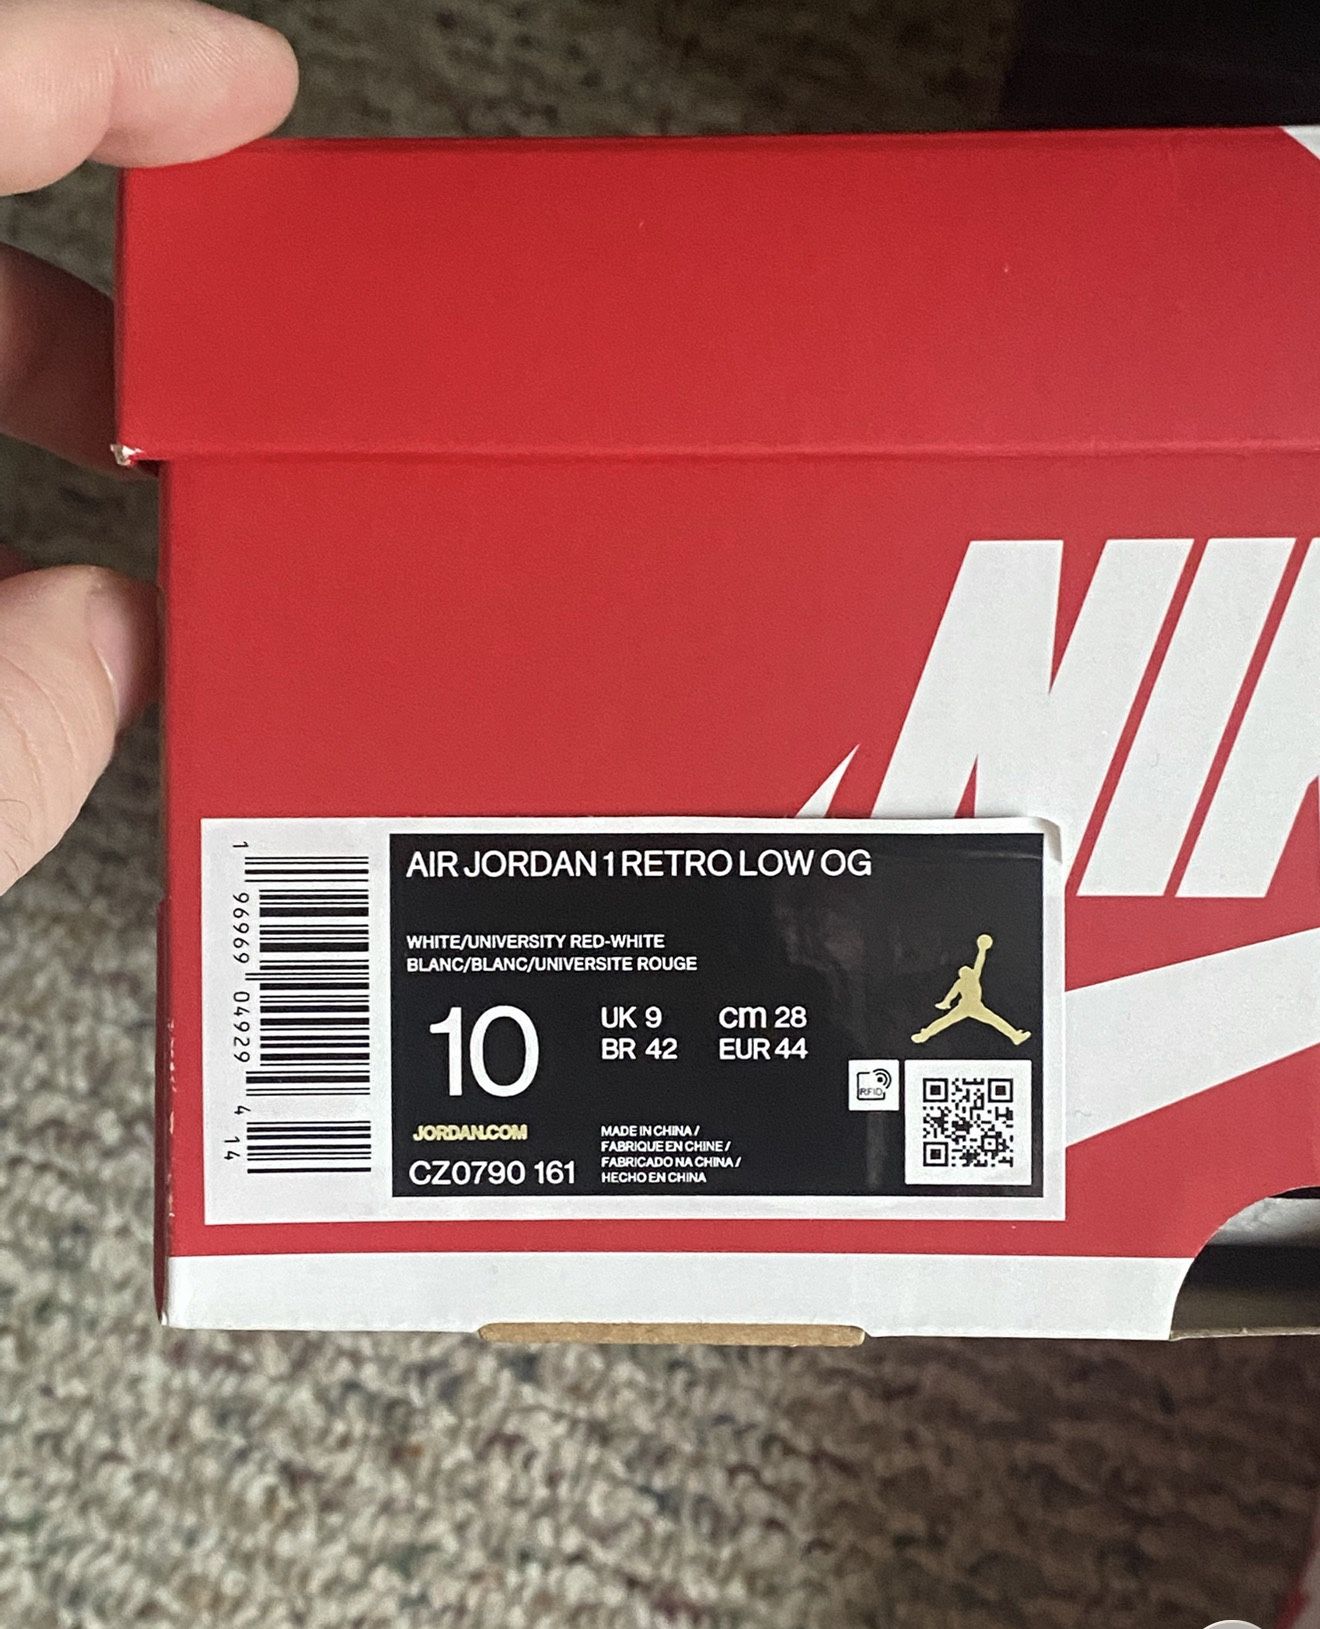 NIK
AIR JORDAN 1 RETRO LOW OG
WHITE/UNIVERSITY RED-WHITE
BLANC/BLANC/UNIVERSITE ROUGE
10
UK 9
cm 28
BR 42
EUR 44
RFID
JORDAN.COM
CZ0790 161
MADE IN CHINA /
FABRIQUE EN CHINE /
FABRICADO NA CHINA /
HECHO EN CHINA
1 96969 04929 4 14